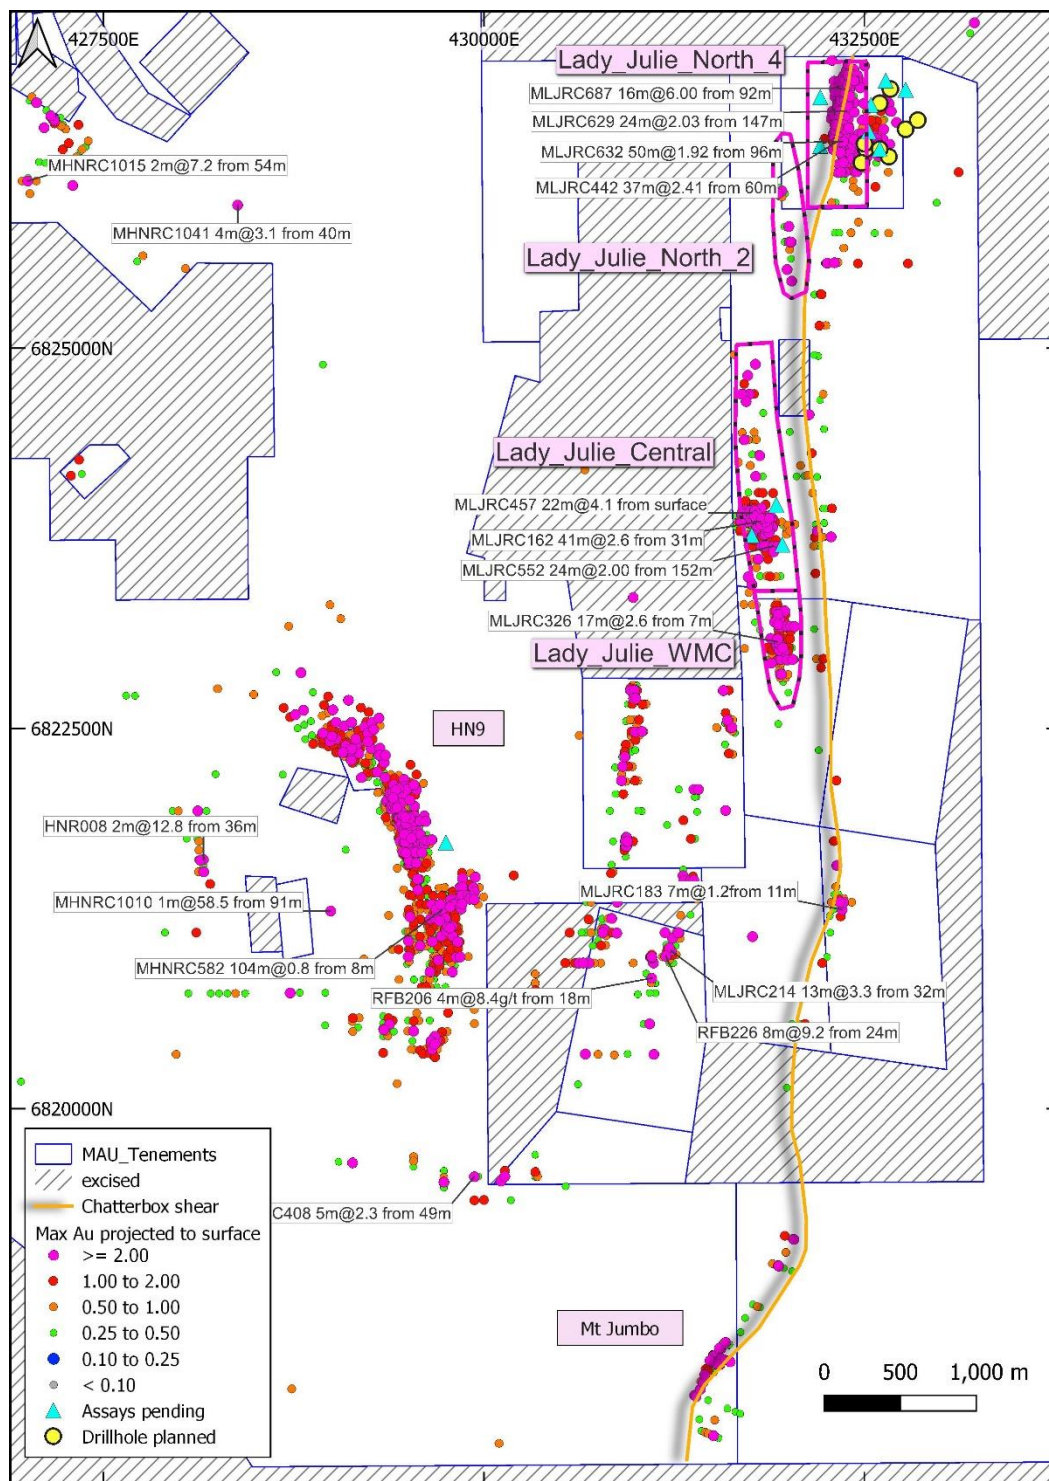 427500E 430000E 432500E
Lady_Julie_North_4
MLJRC687 16m@6.00 from 92m
MLJRC629 24m@2.03 from 147m
MLJRC632 50m@1.92 from 96m
MHNRC1015 2m@7.2 from 54m
MLJRC442 37m@2.41 from 60m
MHNRC1041 4m@3.1 from 40m
Lady_Julie_North_2
6825000N
Lady_Julie_Central
MLJRC457 22m@4.1 from surface
MLJRC162 41m@2.6 from 31m
MLJRC552 24m@2.00 from 152m
MLJRC326 17m@2.6 from 7m
Lady_Julie_WMC
6822500N
HN9
HNR008 2m@12.8 from 36m
MLJRC183 7m@1.2from 11m
MHNRC1010 1m@58.5 from 91m
MHNRC582 104m@0.8 from 8m
MLJRC214 13m@3.3 from 32m
RFB206 4m@8.4g/t from 18m
RFB226 8m@9.2 from 24m
6820000N
C408 5m@2.3 from 49m
Mt Jumbo
MAU_Tenements
excised
Chatterbox shear
Max Au projected to surface
>= 2.00
1.00 to 2.00
0.50 to 1.00
0.25 to 0.50
0.10 to 0.25
< 0.10
Assays pending
Drillhole planned
0 500 1,000 m